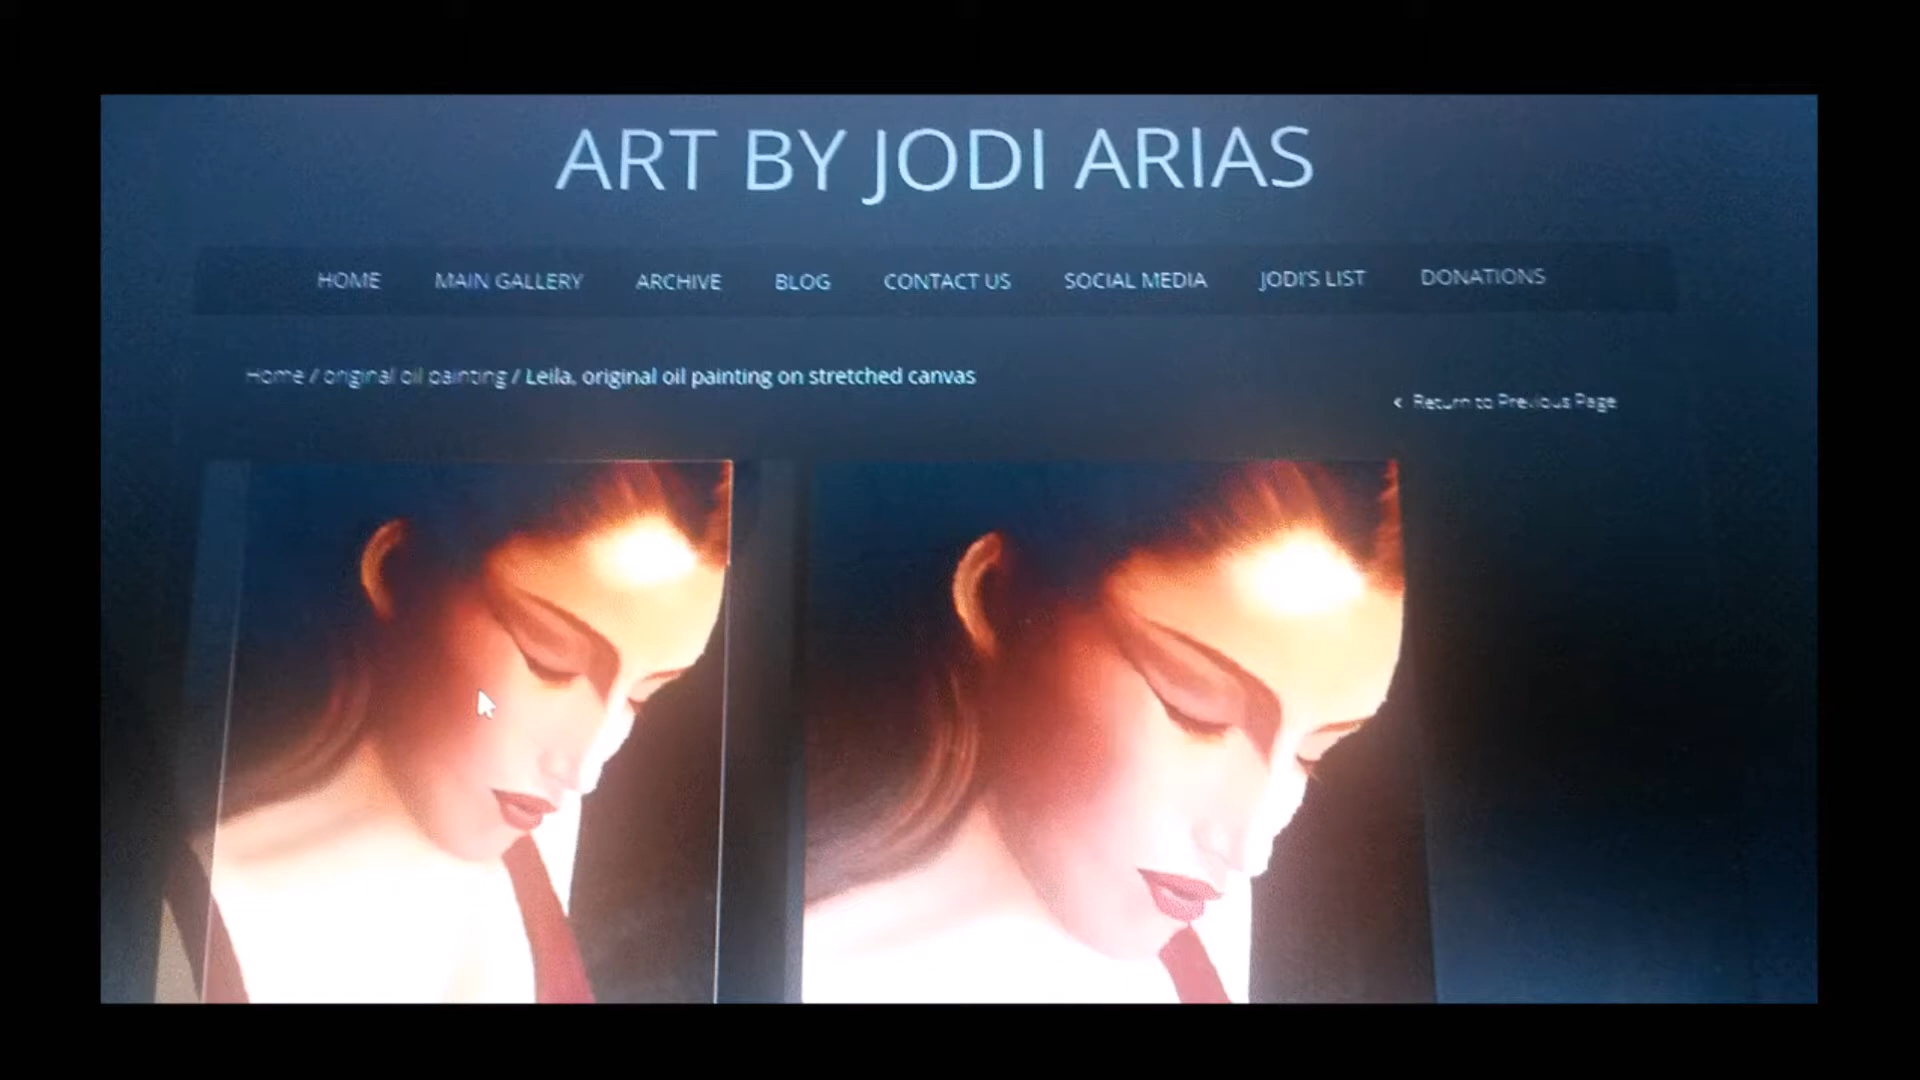 ART BY JODI ARIAS
HOME MAIN GALLERY ARCHIVE BLOG CONTACT US SOCIAL MEDIA JODI'S LIST DONATIONS
Home / original oil painting / Leila, original oil painting on stretched canvas
< Return to Previous Page